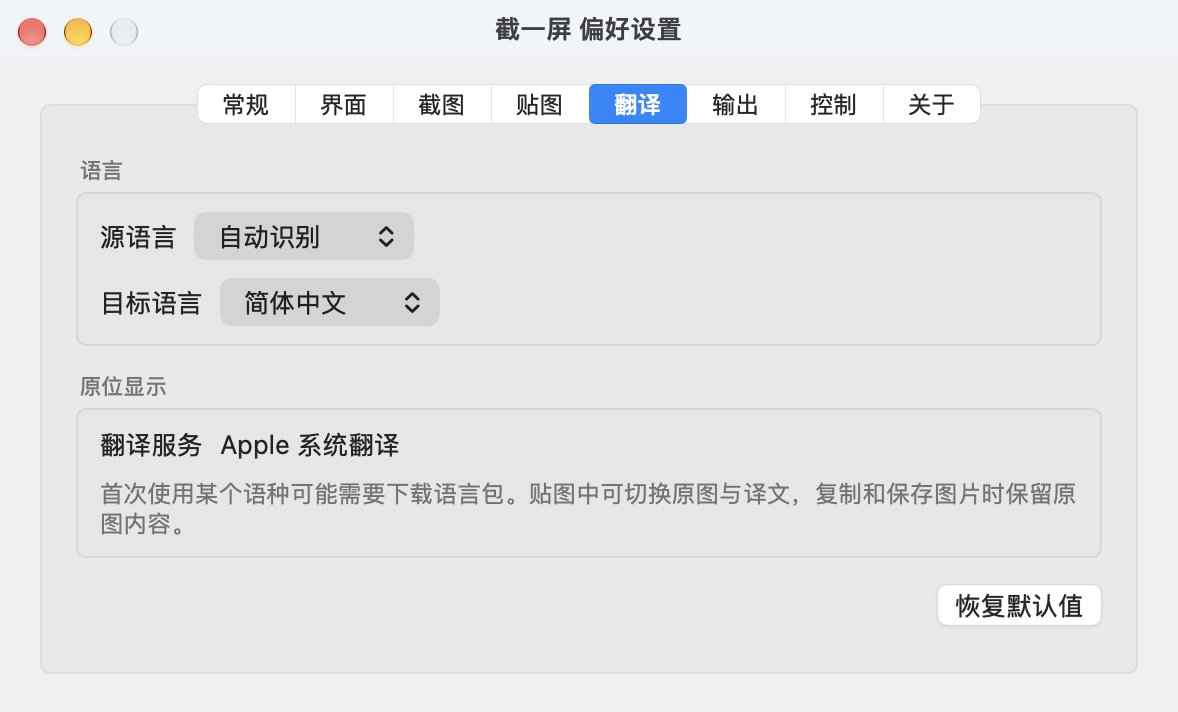 截一屏 偏好设置
常规 界面 截图 贴图 翻译 输出 控制 关于
语言
源语言 自动识别
目标语言 简体中文
原位显示
翻译服务 Apple 系统翻译
首次使用某个语种可能需要下载语言包。贴图中可切换原图与译文，复制和保存图片时保留原
图内容。
恢复默认值